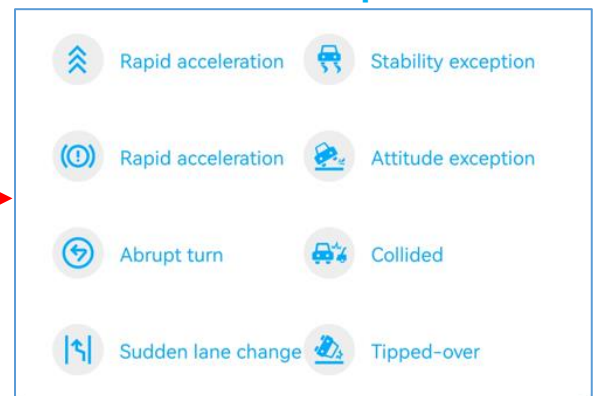 Rapid acceleration
Stability exception
Rapid acceleration
Attitude exception
Abrupt turn
Collided
Sudden lane change
Tipped-over